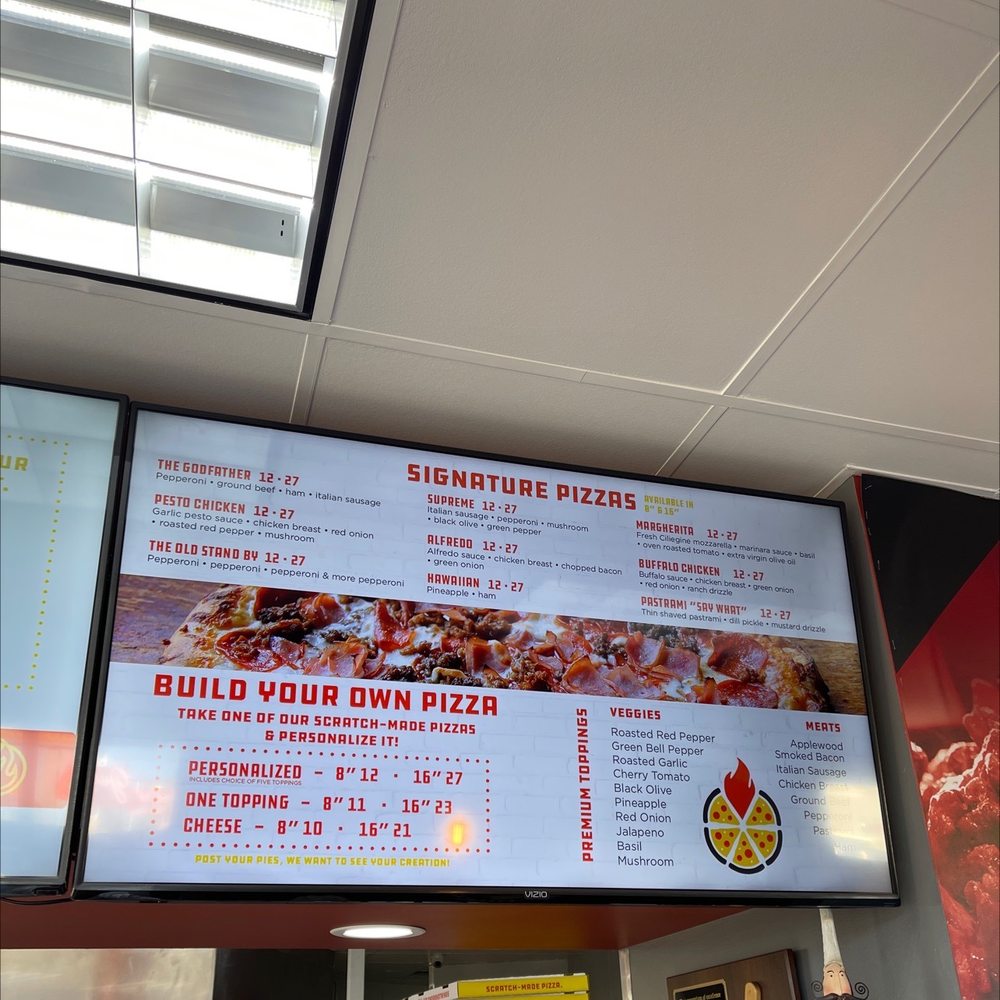 UR
SIGNATURE PIZZAS
AVAILABLE IN
8" & 16"
THE GODFATHER 12 · 27
Pepperoni • ground beef • ham • italian sausage
PESTO CHICKEN 12 · 27
Garlic pesto sauce • chicken breast • red onion
• roasted red pepper • mushroom
THE OLD STAND BY 12 · 27
Pepperoni • pepperoni • pepperoni & more pepperoni
SUPREME 12 · 27
Italian sausage • pepperoni • mushroom
• black olive • green pepper
ALFREDO 12 · 27
Alfredo sauce • chicken breast • chopped bacon
• green onion
HAWAIIAN 12 · 27
Pineapple • ham
MARGHERITA 12 · 27
Fresh Ciliegine mozzarella • marinara sauce • basil
• oven roasted tomato • extra virgin olive oil
BUFFALO CHICKEN 12 · 27
Buffalo sauce • chicken breast • green onion
• red onion • ranch drizzle
PASTRAMI "SAY WHAT" 12 · 27
Thin shaved pastrami • dill pickle • mustard drizzle
BUILD YOUR OWN PIZZA
TAKE ONE OF OUR SCRATCH-MADE PIZZAS
& PERSONALIZE IT!
PERSONALIZED – 8" 12 · 16" 27
INCLUDES CHOICE OF FIVE TOPPINGS
ONE TOPPING – 8" 11 · 16" 23
CHEESE – 8" 10 · 16" 21
POST YOUR PIES, WE WANT TO SEE YOUR CREATION!
PREMIUM TOPPINGS
VEGGIES
Roasted Red Pepper
Green Bell Pepper
Roasted Garlic
Cherry Tomato
Black Olive
Pineapple
Red Onion
Jalapeno
Basil
Mushroom
MEATS
Applewood
Smoked Bacon
Italian Sausage
Chicken Breast
Ground Beef
Pepperoni
Ham
VIZIO
SCRATCH-MADE PIZZA.